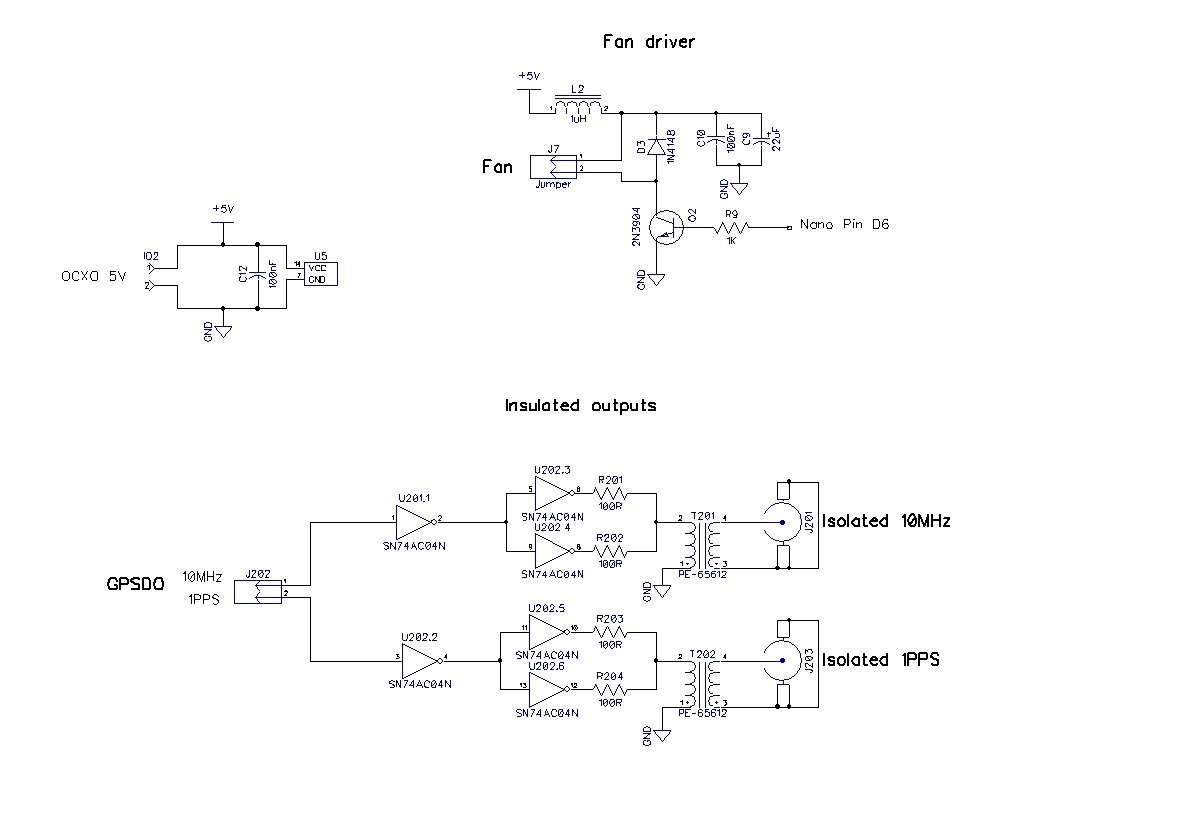 Fan driver
+5V
L2
1 2
1uH
D3
1N4148
C10
100nF
C9
+
22uF
Fan
J7
1
2
Jumper
GND
2N3904
Q2
R9
1K
Nano Pin D6
GND
+5V
OCXO 5V
IO2
1
2
C12
100nF
14
7
U5
VCC
GND
GND
Insulated outputs
GPSDO
10MHz
1PPS
J202
1
2
U201.1
1 2
SN74AC04N
U202.3
5 6
SN74AC04N
R201
100R
U202 4
9 8
SN74AC04N
R202
100R
T201
2 4
1 3
PE-65612
GND
J201
Isolated 10MHz
U202.2
3 4
SN74AC04N
U202.5
11 10
SN74AC04N
R203
100R
U202.6
13 12
SN74AC04N
R204
100R
T202
2 4
1 3
PE-65612
GND
J203
Isolated 1PPS